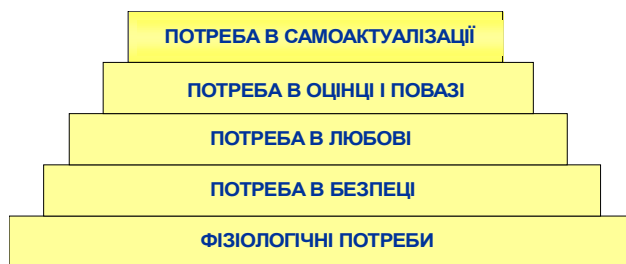 ПОТРЕБА В САМОАКТУАЛІЗАЦІЇ
ПОТРЕБА В ОЦІНЦІ І ПОВАЗІ
ПОТРЕБА В ЛЮБОВІ
ПОТРЕБА В БЕЗПЕЦІ
ФІЗІОЛОГІЧНІ ПОТРЕБИ